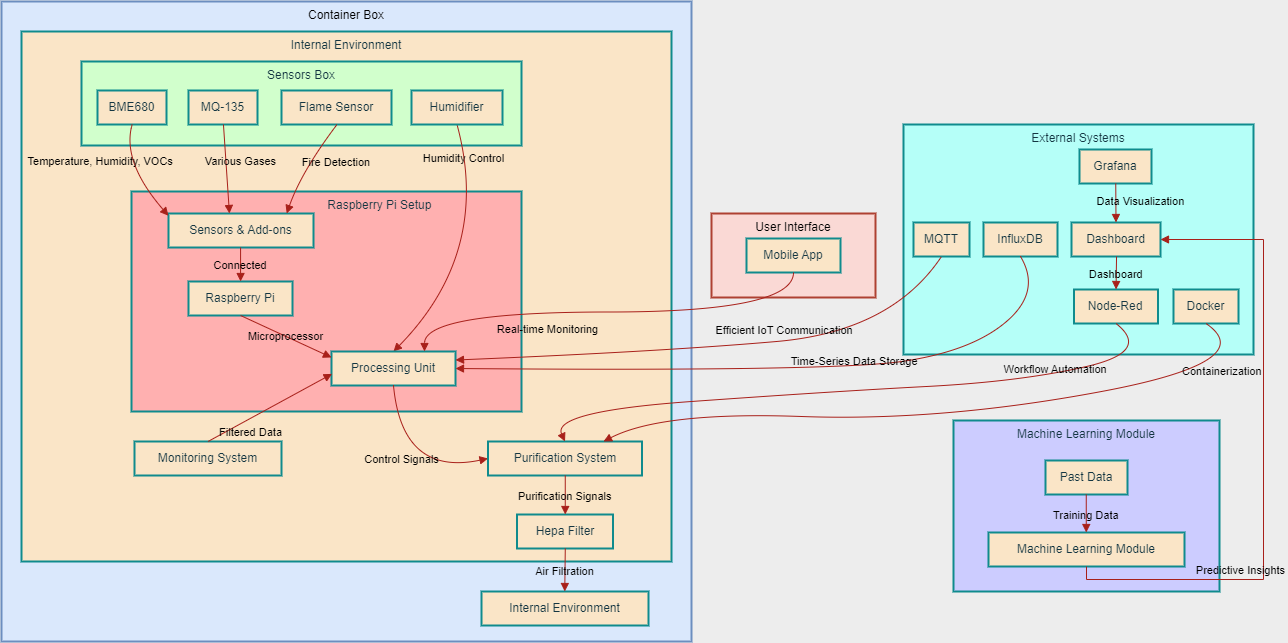 Container Box
Internal Environment
Sensors Box
BME680
MQ-135
Flame Sensor
Humidifier
Temperature, Humidity, VOCs
Various Gases
Fire Detection
Humidity Control
Raspberry Pi Setup
Sensors & Add-ons
Connected
Raspberry Pi
Microprocessor
Processing Unit
Filtered Data
Monitoring System
Control Signals
Purification System
Purification Signals
Hepa Filter
Air Filtration
Internal Environment
User Interface
Mobile App
Real-time Monitoring
Efficient IoT Communication
Time-Series Data Storage
Workflow Automation
Containerization
External Systems
Grafana
Data Visualization
MQTT
InfluxDB
Dashboard
Dashboard
Node-Red
Docker
Machine Learning Module
Past Data
Training Data
Machine Learning Module
Predictive Insights